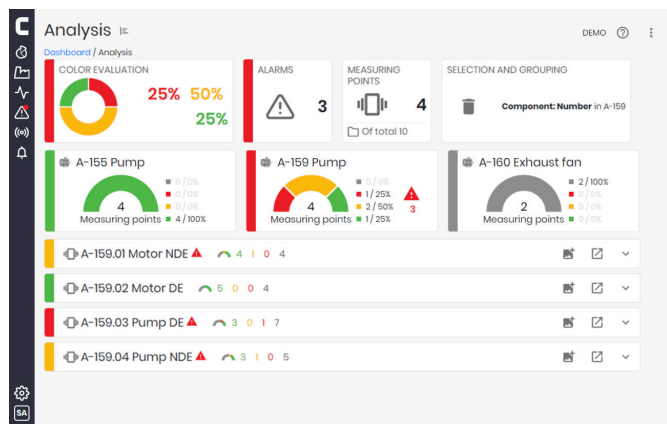 Analysis
DEMO
Dashboard / Analysis
COLOR EVALUATION
25% 50%
25%
ALARMS
3
MEASURING
POINTS
4
Of total 10
SELECTION AND GROUPING
Component: Number in A-159
A-155 Pump
4
Measuring points
0 / 0%
0 / 0%
0 / 0%
4 / 100%
A-159 Pump
4
Measuring points
0 / 0%
1 / 25%
2 / 50%
1 / 25%
3
A-160 Exhaust fan
2
Measuring points
2 / 100%
0 / 0%
0 / 0%
0 / 0%
A-159.01 Motor NDE 4 1 0 4
A-159.02 Motor DE 5 0 0 4
A-159.03 Pump DE 3 0 1 7
A-159.04 Pump NDE 3 1 0 5
SA